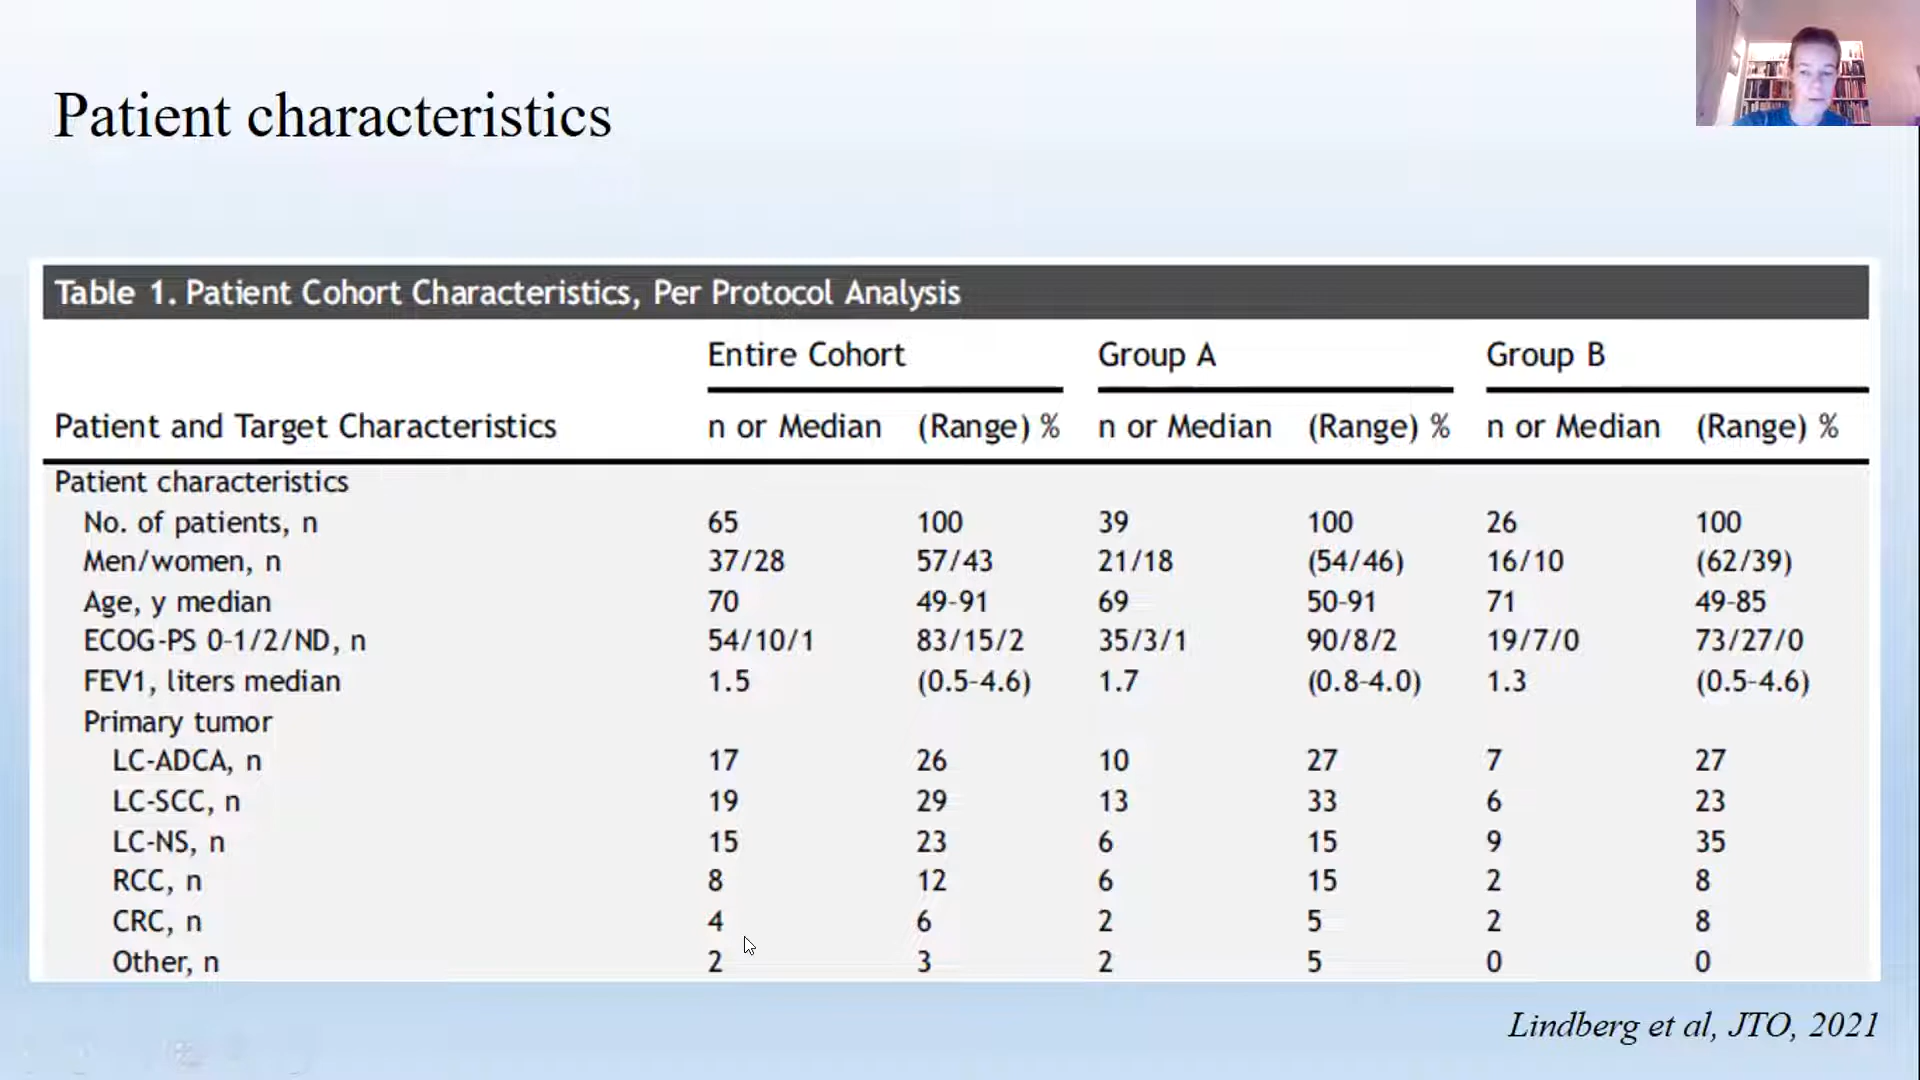 Patient characteristics
Table 1. Patient Cohort Characteristics, Per Protocol Analysis
Entire Cohort Group A Group B
Patient and Target Characteristics n or Median (Range) % n or Median (Range) % n or Median (Range) %
Patient characteristics
No. of patients, n 65 100 39 100 26 100
Men/women, n 37/28 57/43 21/18 (54/46) 16/10 (62/39)
Age, y median 70 49-91 69 50-91 71 49-85
ECOG-PS 0-1/2/ND, n 54/10/1 83/15/2 35/3/1 90/8/2 19/7/0 73/27/0
FEV1, liters median 1.5 (0.5-4.6) 1.7 (0.8-4.0) 1.3 (0.5-4.6)
Primary tumor
LC-ADCA, n 17 26 10 27 7 27
LC-SCC, n 19 29 13 33 6 23
LC-NS, n 15 23 6 15 9 35
RCC, n 8 12 6 15 2 8
CRC, n 4 6 2 5 2 8
Other, n 2 3 2 5 0 0
Lindberg et al, JTO, 2021